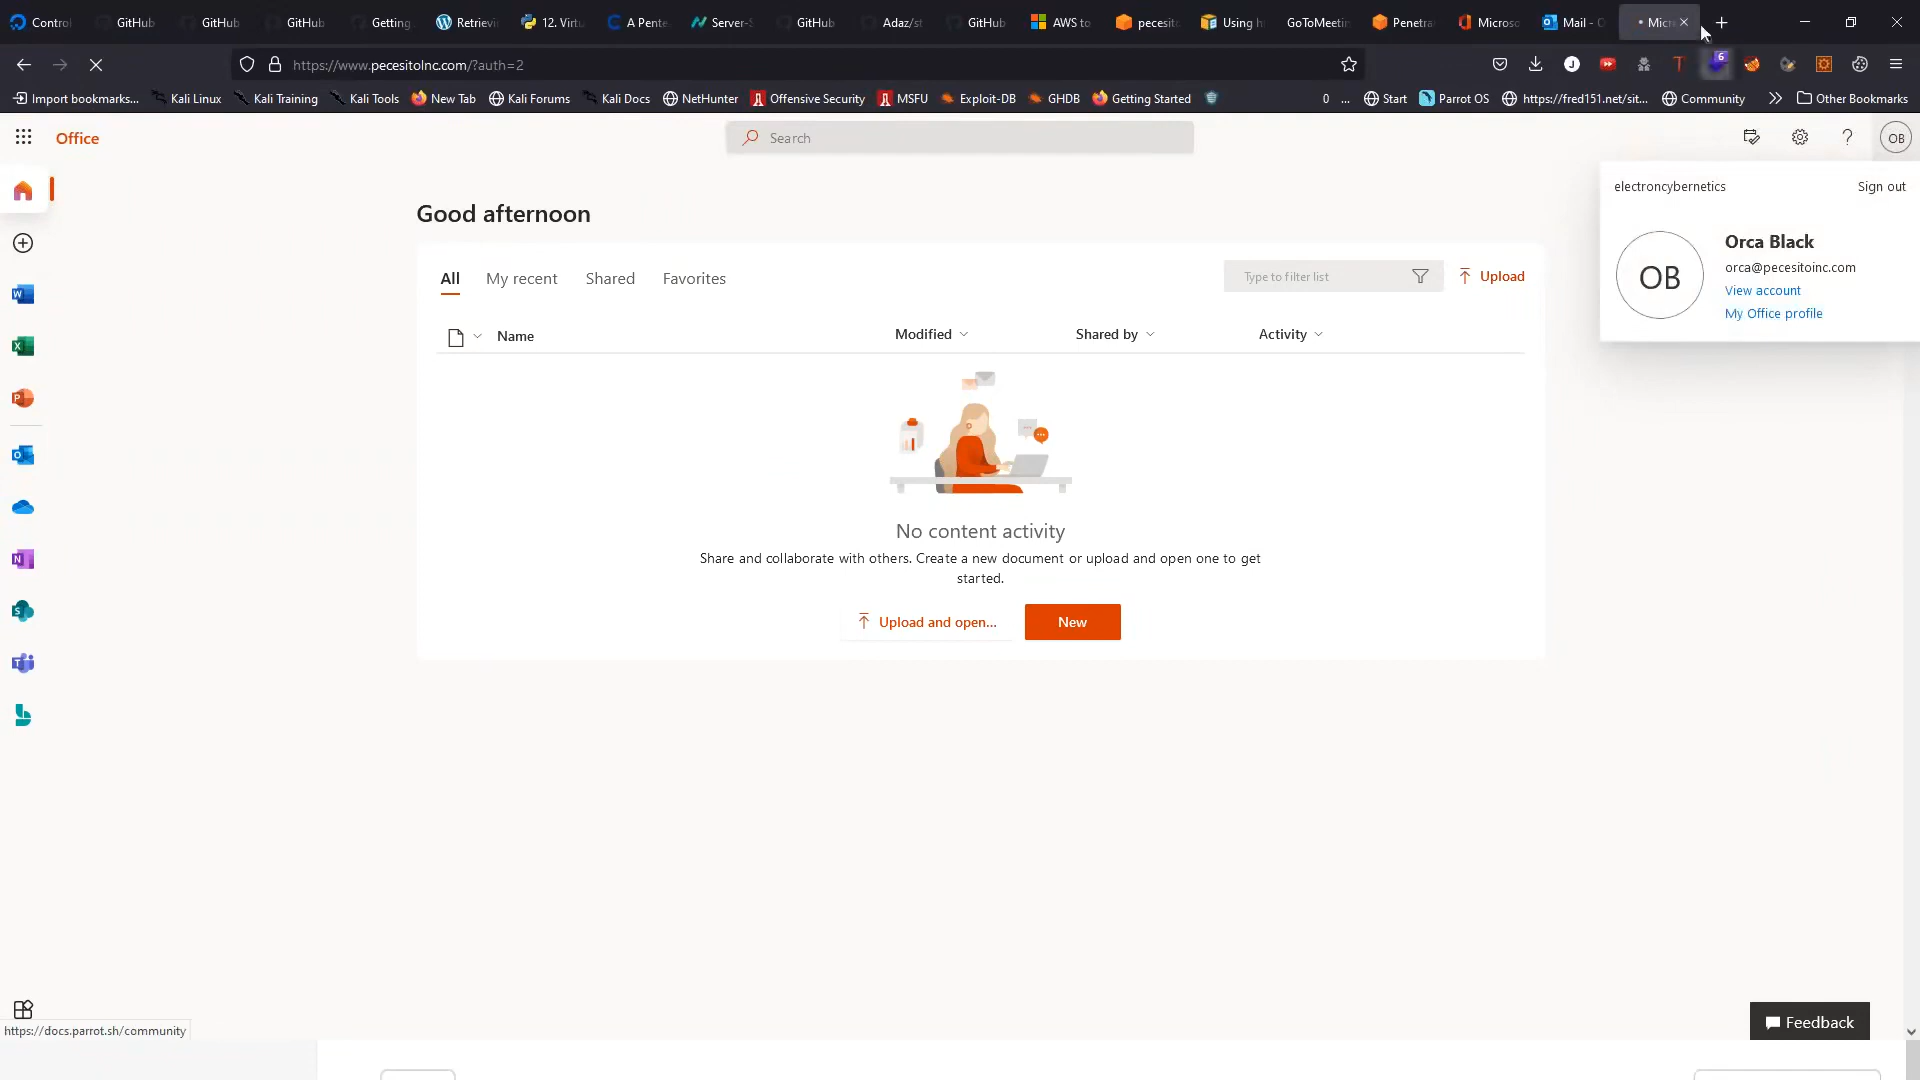 Control GitHub GitHub GitHub Getting Retrievi 12. Virtu A Pente Server-S GitHub Adaz/st GitHub AWS to pecesito Using h GoToMeetin Penetra Microso Mail - O Micr
https://www.pecesitoInc.com/?auth=2
6
Import bookmarks... Kali Linux Kali Training Kali Tools New Tab Kali Forums Kali Docs NetHunter Offensive Security MSFU Exploit-DB GHDB Getting Started 0 ... Start Parrot OS https://fred151.net/sit... Community Other Bookmarks
Office
Search
OB
electroncybernetics Sign out
Good afternoon
OB
Orca Black
orca@pecesitoinc.com
View account
My Office profile
All My recent Shared Favorites
Type to filter list
Upload
Name Modified Shared by Activity
No content activity
Share and collaborate with others. Create a new document or upload and open one to get
started.
Upload and open... New
Feedback
https://docs.parrot.sh/community